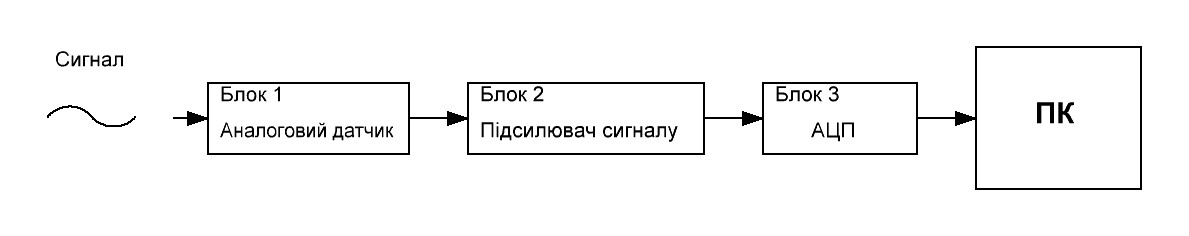 Сигнал
Блок 1
Аналоговий датчик
Блок 2
Підсилювач сигналу
Блок 3
АЦП
ПК